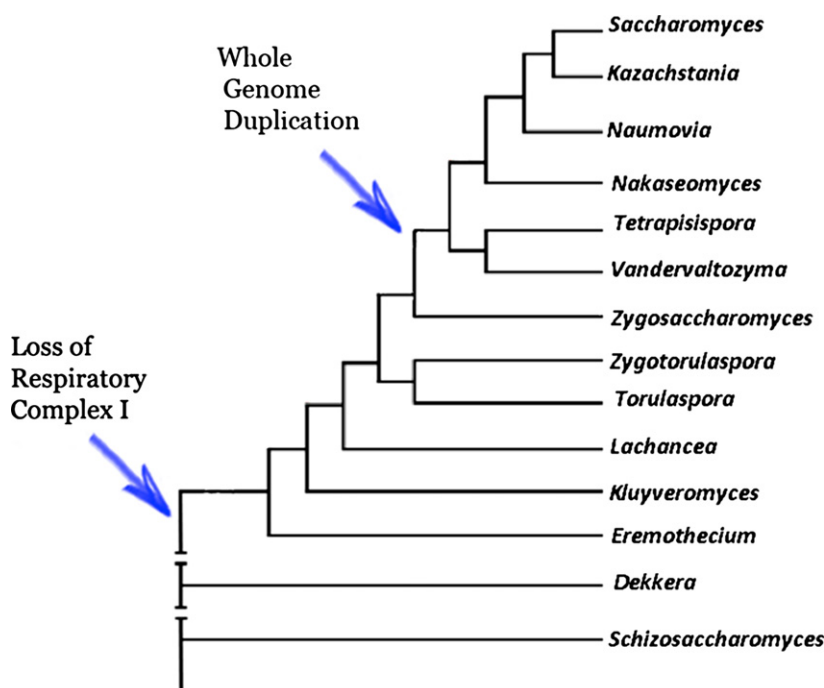 Saccharomyces
Whole
Genome
Duplication
Kazachstania
Naumovia
Nakaseomyces
Tetrapisispora
Vandervaltozyma
Zygosaccharomyces
Loss of
Respiratory
Complex I
Zygotorulaspora
Torulaspora
Lachancea
Kluyveromyces
Eremothecium
Dekkera
Schizosaccharomyces